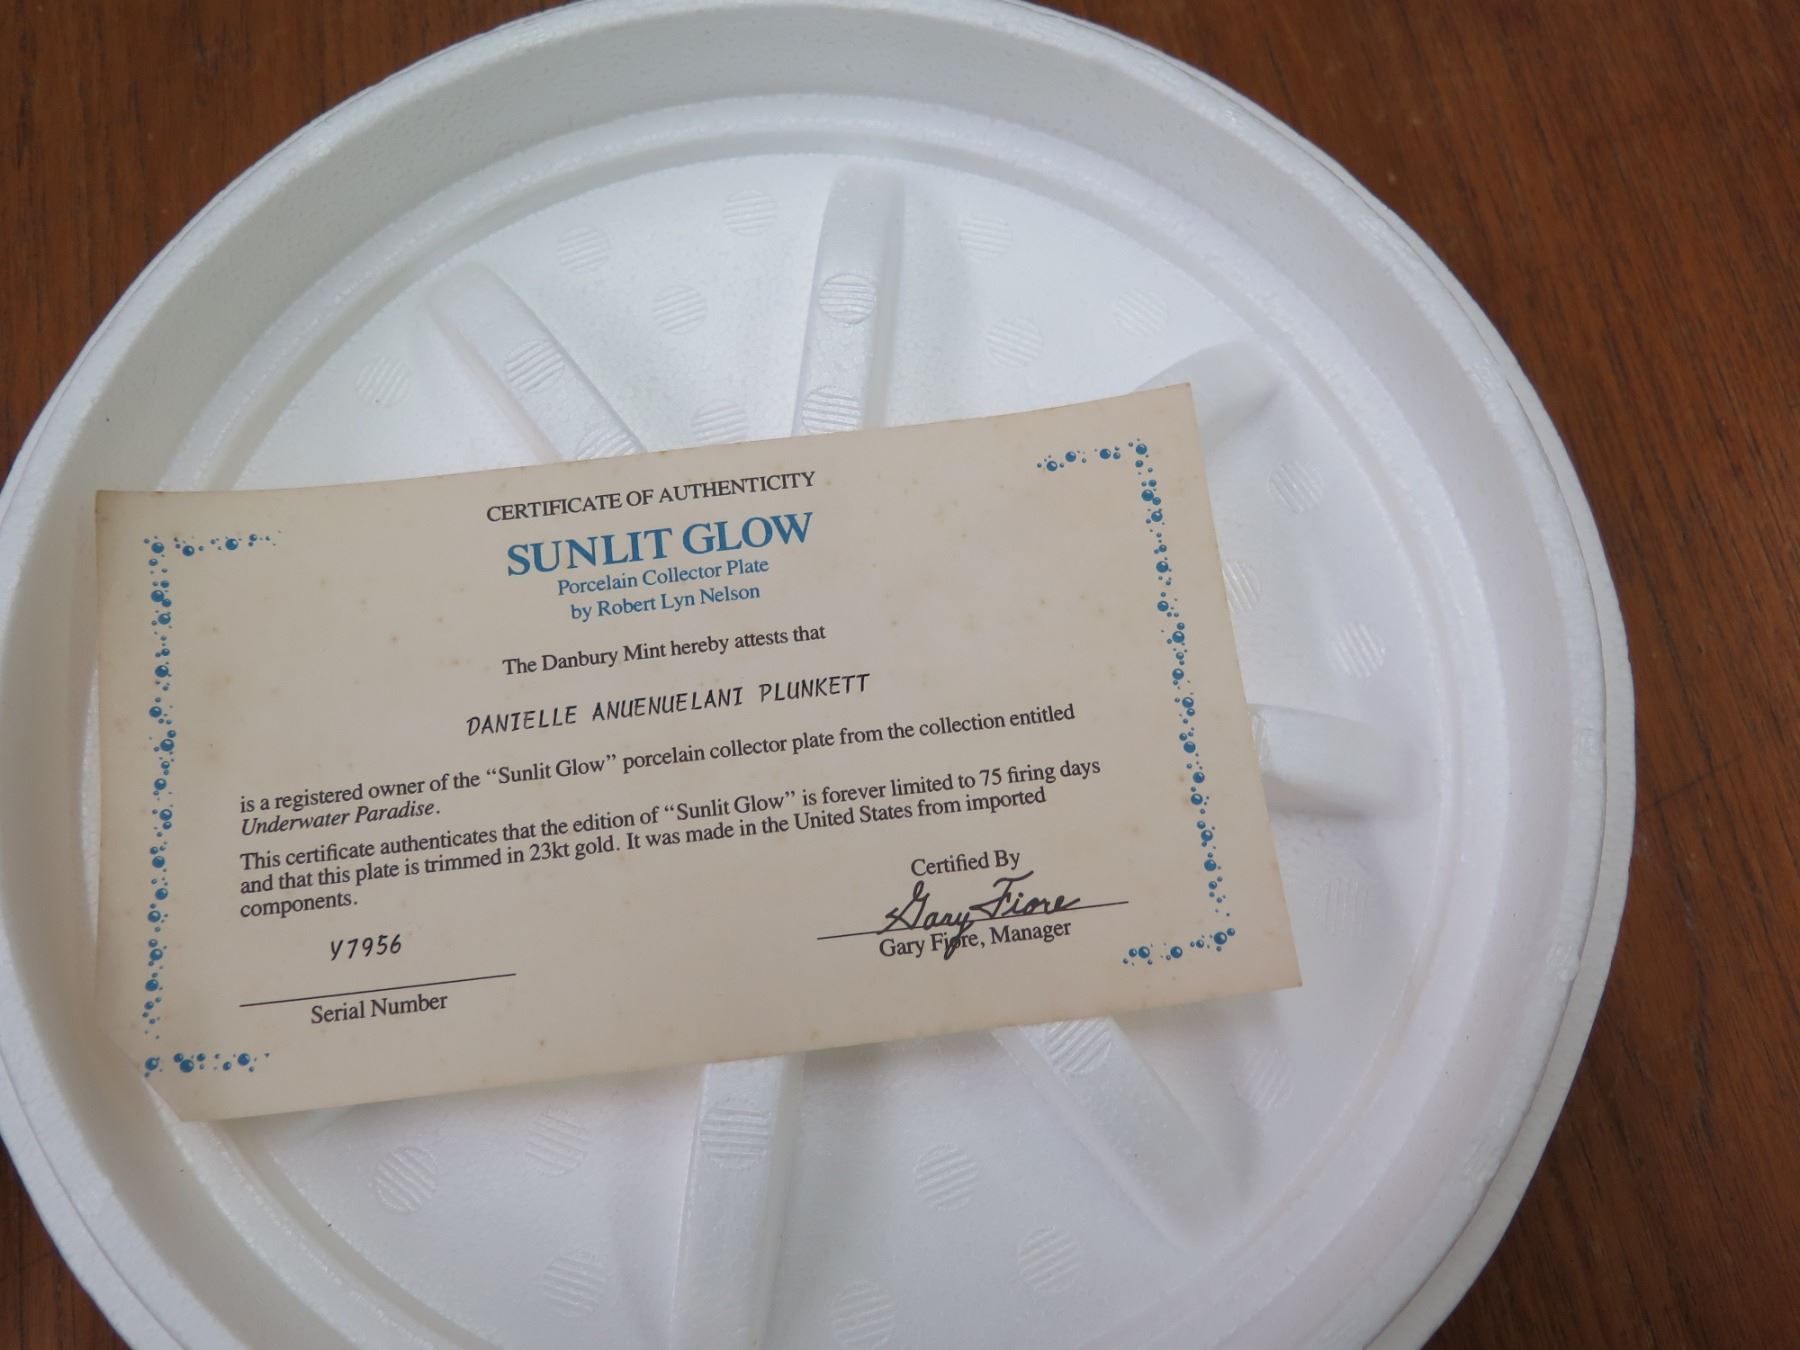 CERTIFICATE OF AUTHENTICITY
SUNLIT GLOW
Porcelain Collector Plate
by Robert Lyn Nelson
The Danbury Mint hereby attests that
DANIELLE ANUENUELANI PLUNKETT
is a registered owner of the “Sunlit Glow” porcelain collector plate from the collection entitled
Underwater Paradise.
This certificate authenticates that the edition of “Sunlit Glow” is forever limited to 75 firing days
and that this plate is trimmed in 23kt gold. It was made in the United States from imported
components.
Y7956
Serial Number
Certified By
Gary Fiore
Gary Fiore, Manager